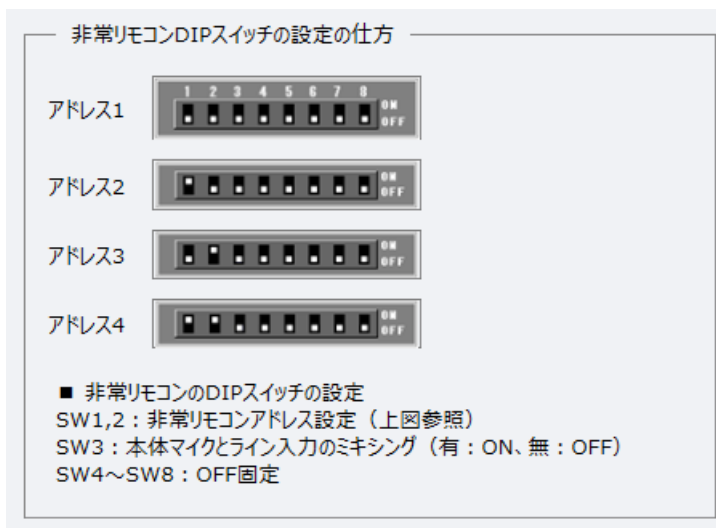 非常リモコンDIPスイッチの設定の仕方
1 2 3 4 5 6 7 8
アドレス1
ON
OFF
アドレス2
ON
OFF
アドレス3
ON
OFF
アドレス4
ON
OFF
■ 非常リモコンのDIPスイッチの設定
SW1,2：非常リモコンアドレス設定（上図参照）
SW3：本体マイクとライン入力のミキシング（有：ON、無：OFF）
SW4～SW8：OFF固定